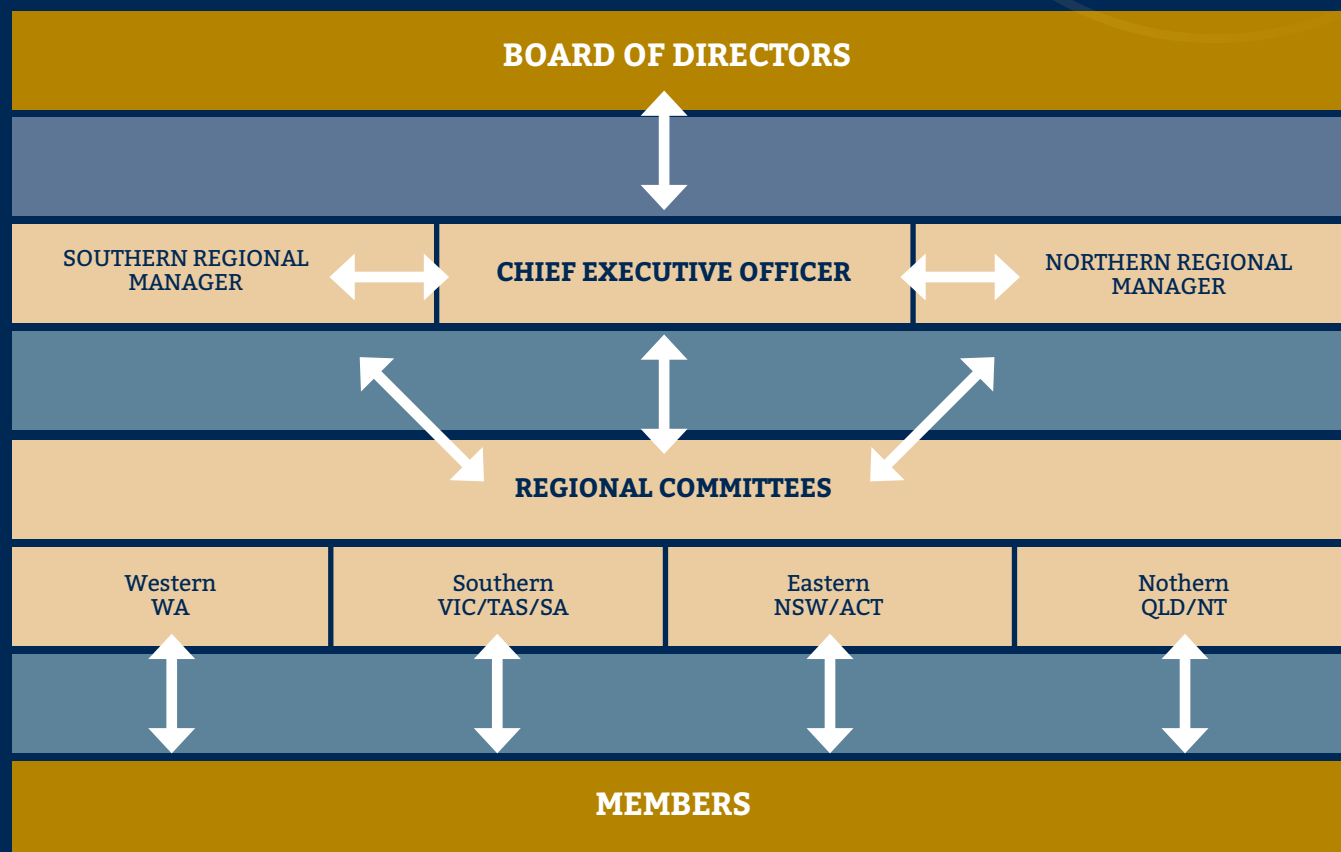 BOARD OF DIRECTORS
SOUTHERN REGIONAL
MANAGER
CHIEF EXECUTIVE OFFICER
NORTHERN REGIONAL
MANAGER
REGIONAL COMMITTEES
Western
WA
Southern
VIC/TAS/SA
Eastern
NSW/ACT
Nothern
QLD/NT
MEMBERS